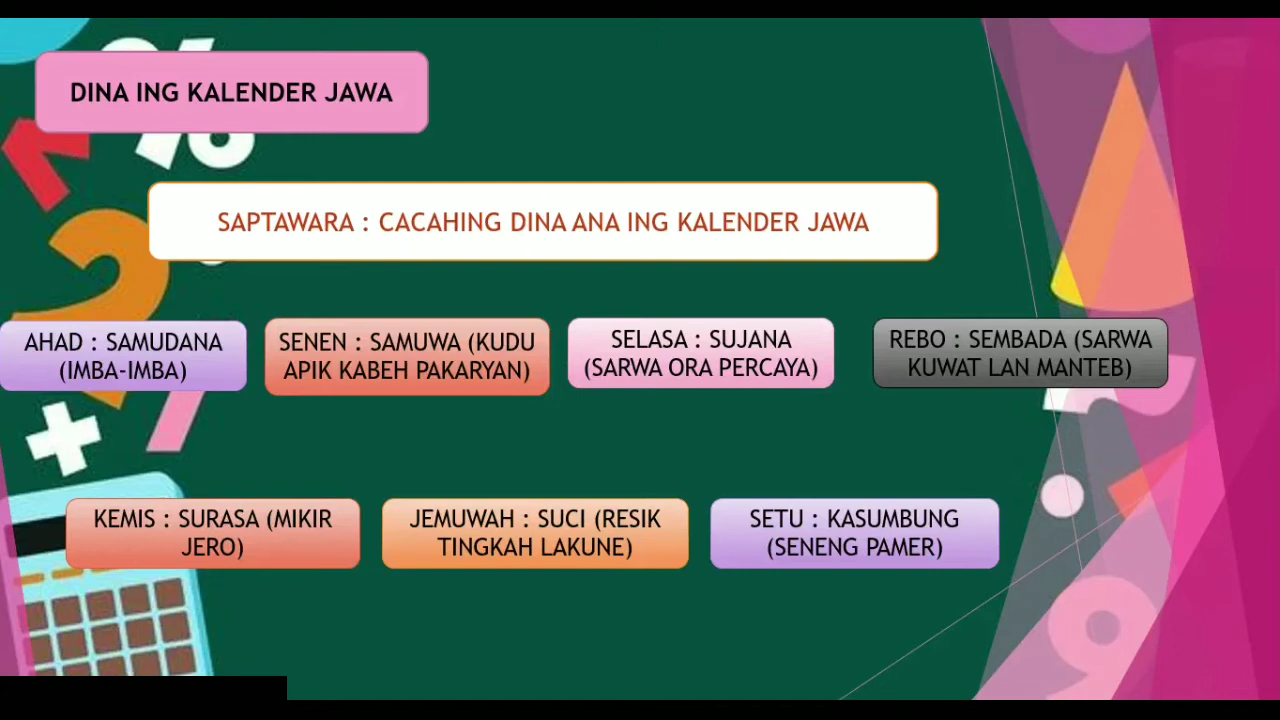 DINA ING KALENDER JAWA
SAPTAWARA : CACAHING DINA ANA ING KALENDER JAWA
AHAD : SAMUDANA
(IMBA-IMBA)
SENEN : SAMUWA (KUDU
APIK KABEH PAKARYAN)
SELASA : SUJANA
(SARWA ORA PERCAYA)
REBO : SEMBADA (SARWA
KUWAT LAN MANTEB)
KEMIS : SURASA (MIKIR
JERO)
JEMUWAH : SUCI (RESIK
TINGKAH LAKUNE)
SETU : KASUMBUNG
(SENENG PAMER)